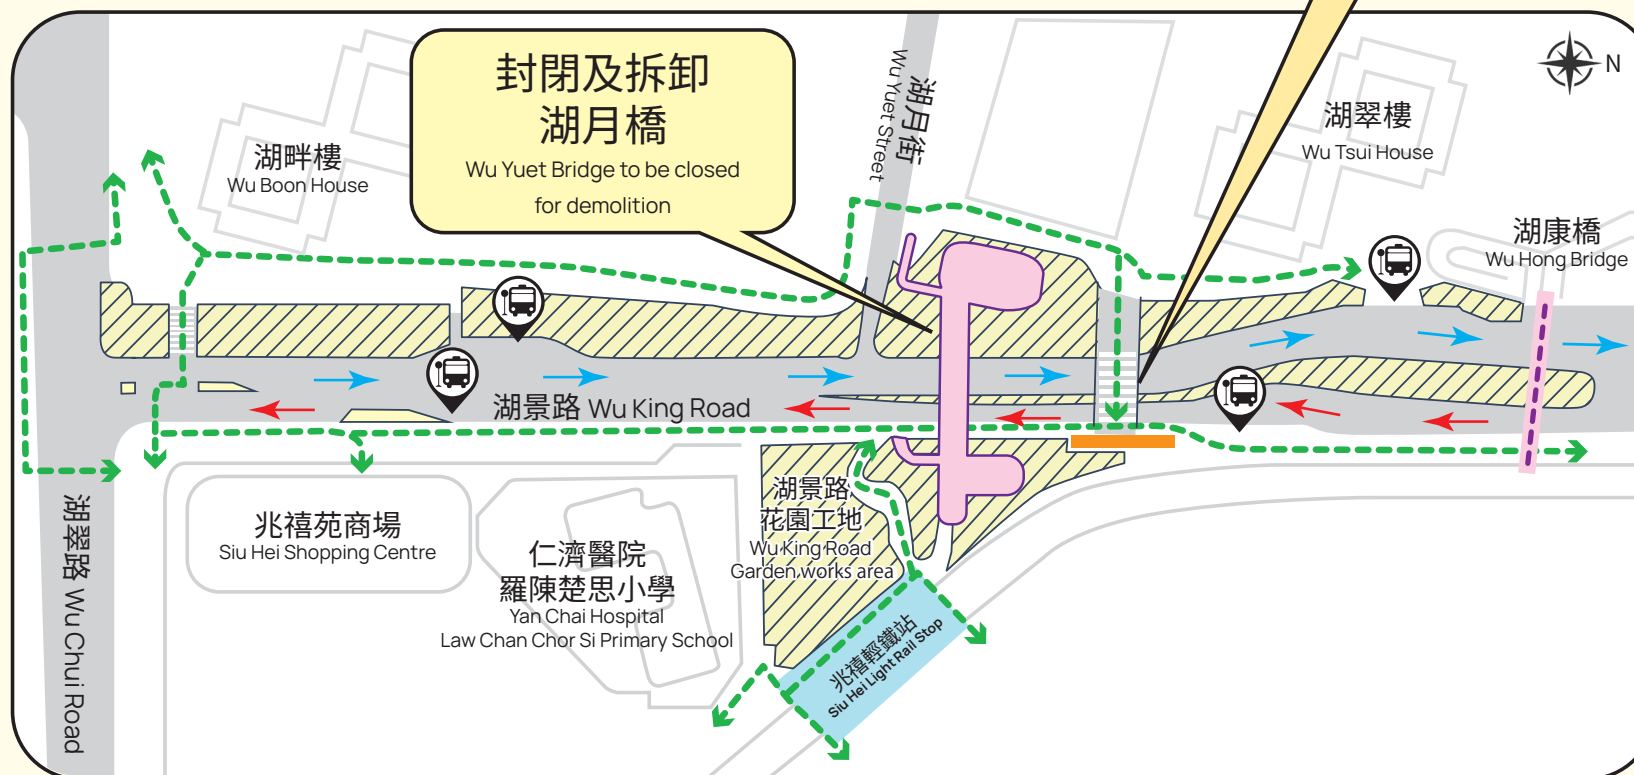 封閉及拆卸
湖月橋
Wu Yuet Bridge to be closed
for demolition
湖月街
Wu Yuet Street
N
湖翠樓
Wu Tsui House
湖畔樓
Wu Boon House
湖康橋
Wu Hong Bridge
湖景路 Wu King Road
湖翠路 Wu Chui Road
兆禧苑商場
Siu Hei Shopping Centre
仁濟醫院
羅陳楚思小學
Yan Chai Hospital
Law Chan Chor Si Primary School
湖景路
花園工地
Wu King Road
Garden works area
兆禧輕鐵站
Siu Hei Light Rail Stop